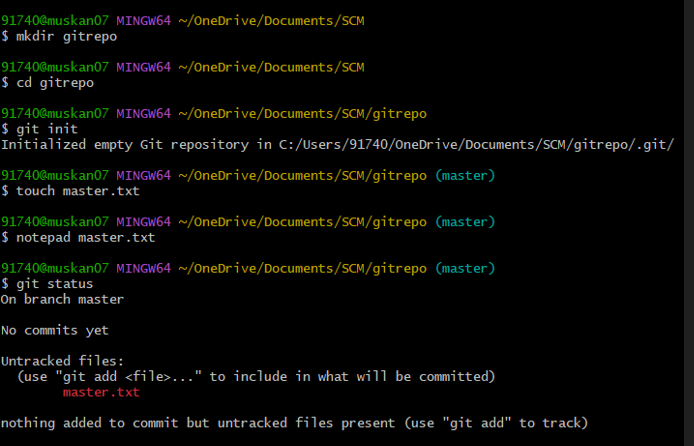 91740@muskan07 MINGW64 ~/OneDrive/Documents/SCM
$ mkdir gitrepo
91740@muskan07 MINGW64 ~/OneDrive/Documents/SCM
$ cd gitrepo
91740@muskan07 MINGW64 ~/OneDrive/Documents/SCM/gitrepo
$ git init
Initialized empty Git repository in C:/Users/91740/OneDrive/Documents/SCM/gitrepo/.git/
91740@muskan07 MINGW64 ~/OneDrive/Documents/SCM/gitrepo (master)
$ touch master.txt
91740@muskan07 MINGW64 ~/OneDrive/Documents/SCM/gitrepo (master)
$ notepad master.txt
91740@muskan07 MINGW64 ~/OneDrive/Documents/SCM/gitrepo (master)
$ git status
On branch master
No commits yet
Untracked files:
  (use "git add <file>..." to include in what will be committed)
        master.txt
nothing added to commit but untracked files present (use "git add" to track)